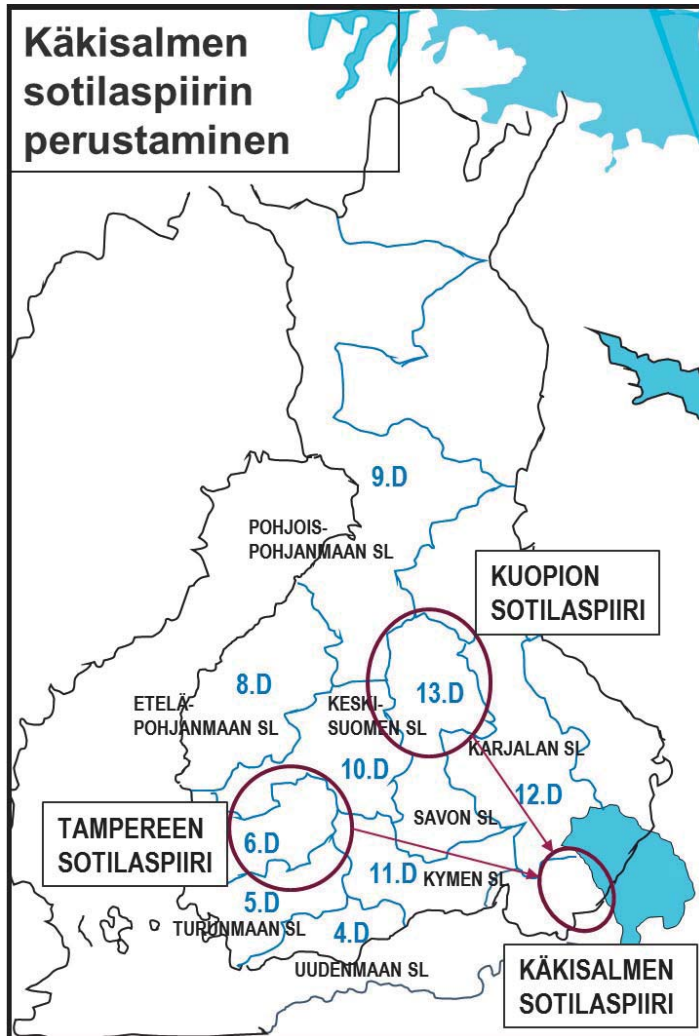 Käkisalmen
sotilaspiirin
perustaminen
9.D
POHJOIS-
POHJANMAAN SL
KUOPION
SOTILASPIIRI
8.D
ETELÄ-
POHJANMAAN SL
KESKI-
SUOMEN SL
13.D
KARJALAN SL
10.D
12.D
TAMPEREEN
SOTILASPIIRI
SAVON SL
6.D
11.D
KYMEN SL
5.D
TURUNMAAN SL
4.D
UUDENMAAN SL
KÄKISALMEN
SOTILASPIIRI